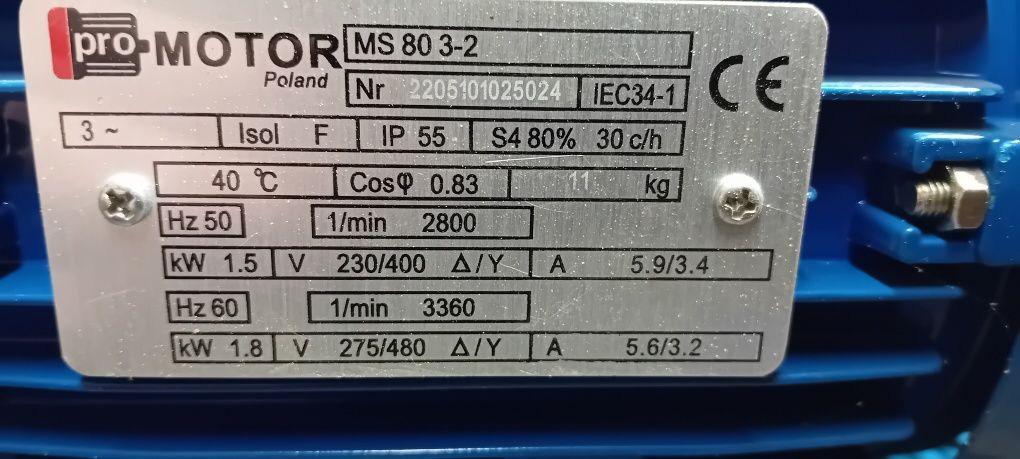 pro-MOTOR MS 80 3-2
Poland
Nr 2205101025024 IEC34-1 CE
3 ~ Isol F IP 55 S4 80% 30 c/h
40 °C Cosφ 0.83 11 kg
Hz 50 1/min 2800
kW 1.5 V 230/400 Δ/Y A 5.9/3.4
Hz 60 1/min 3360
kW 1.8 V 275/480 Δ/Y A 5.6/3.2